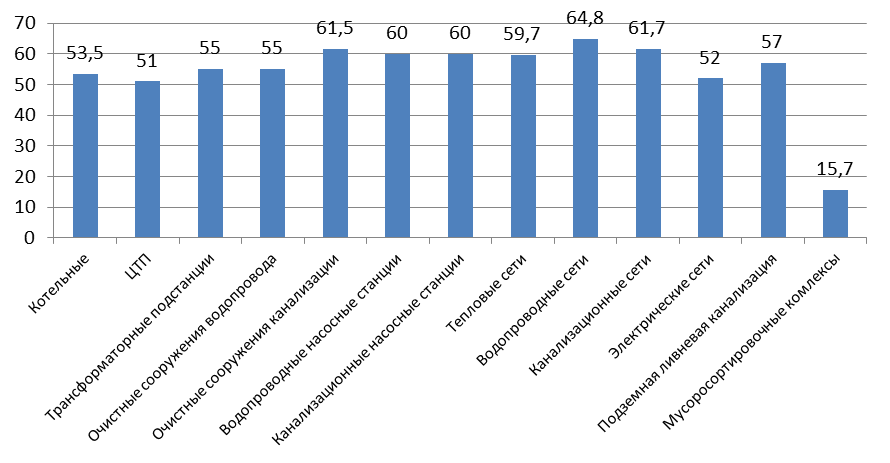 70
60
50
40
30
20
10
0
53,5
51
55
55
61,5
60
60
59,7
64,8
61,7
52
57
15,7
Котельные
ЦТП
Трансформаторные подстанции
Очистные сооружения водопровода
Очистные сооружения канализации
Водопроводные насосные станции
Канализационные насосные станции
Тепловые сети
Водопроводные сети
Канализационные сети
Электрические сети
Подземная ливневая канализация
Мусоросортировочные комлексы